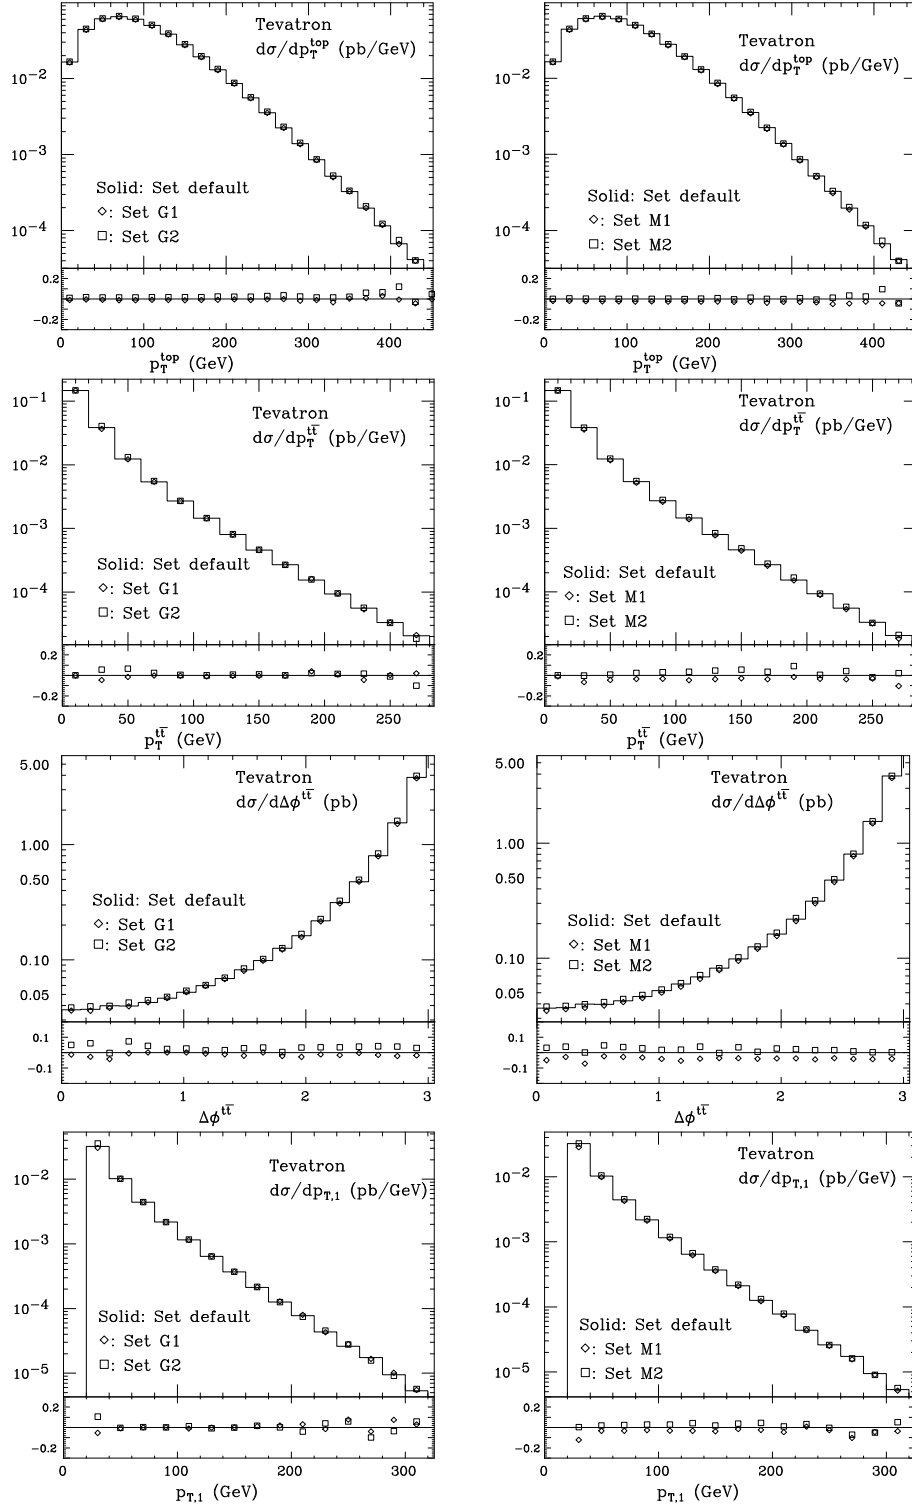 Tevatron
dσ/dp_T^top (pb/GeV)
10^−2
10^−3
10^−4
Solid: Set default
◇: Set G1
□: Set G2
0.2
−0.2
0 100 200 300 400
p_T^top (GeV)
Tevatron
dσ/dp_T^top (pb/GeV)
10^−2
10^−3
10^−4
Solid: Set default
◇: Set M1
□: Set M2
0.2
−0.2
0 100 200 300 400
p_T^top (GeV)
10^−1
Tevatron
dσ/dp_T^tt̅ (pb/GeV)
10^−2
10^−3
10^−4
Solid: Set default
◇: Set G1
□: Set G2
0.2
−0.2
0 50 100 150 200 250
p_T^tt̅ (GeV)
10^−1
Tevatron
dσ/dp_T^tt̅ (pb/GeV)
10^−2
10^−3
10^−4
Solid: Set default
◇: Set M1
□: Set M2
0.2
−0.2
0 50 100 150 200 250
p_T^tt̅ (GeV)
5.00
Tevatron
dσ/dΔϕ^tt̅ (pb)
1.00
0.50
Solid: Set default
◇: Set G1
□: Set G2
0.10
0.05
0.1
−0.1
0 1 2 3
Δϕ^tt̅
5.00
Tevatron
dσ/dΔϕ^tt̅ (pb)
1.00
0.50
Solid: Set default
◇: Set M1
□: Set M2
0.10
0.05
0.1
−0.1
0 1 2 3
Δϕ^tt̅
Tevatron
10^−2
dσ/dp_T,1 (pb/GeV)
10^−3
10^−4
Solid: Set default
◇: Set G1
□: Set G2
10^−5
0.2
−0.2
0 100 200 300
p_T,1 (GeV)
Tevatron
10^−2
dσ/dp_T,1 (pb/GeV)
10^−3
10^−4
Solid: Set default
◇: Set M1
□: Set M2
10^−5
0.2
−0.2
0 100 200 300
p_T,1 (GeV)